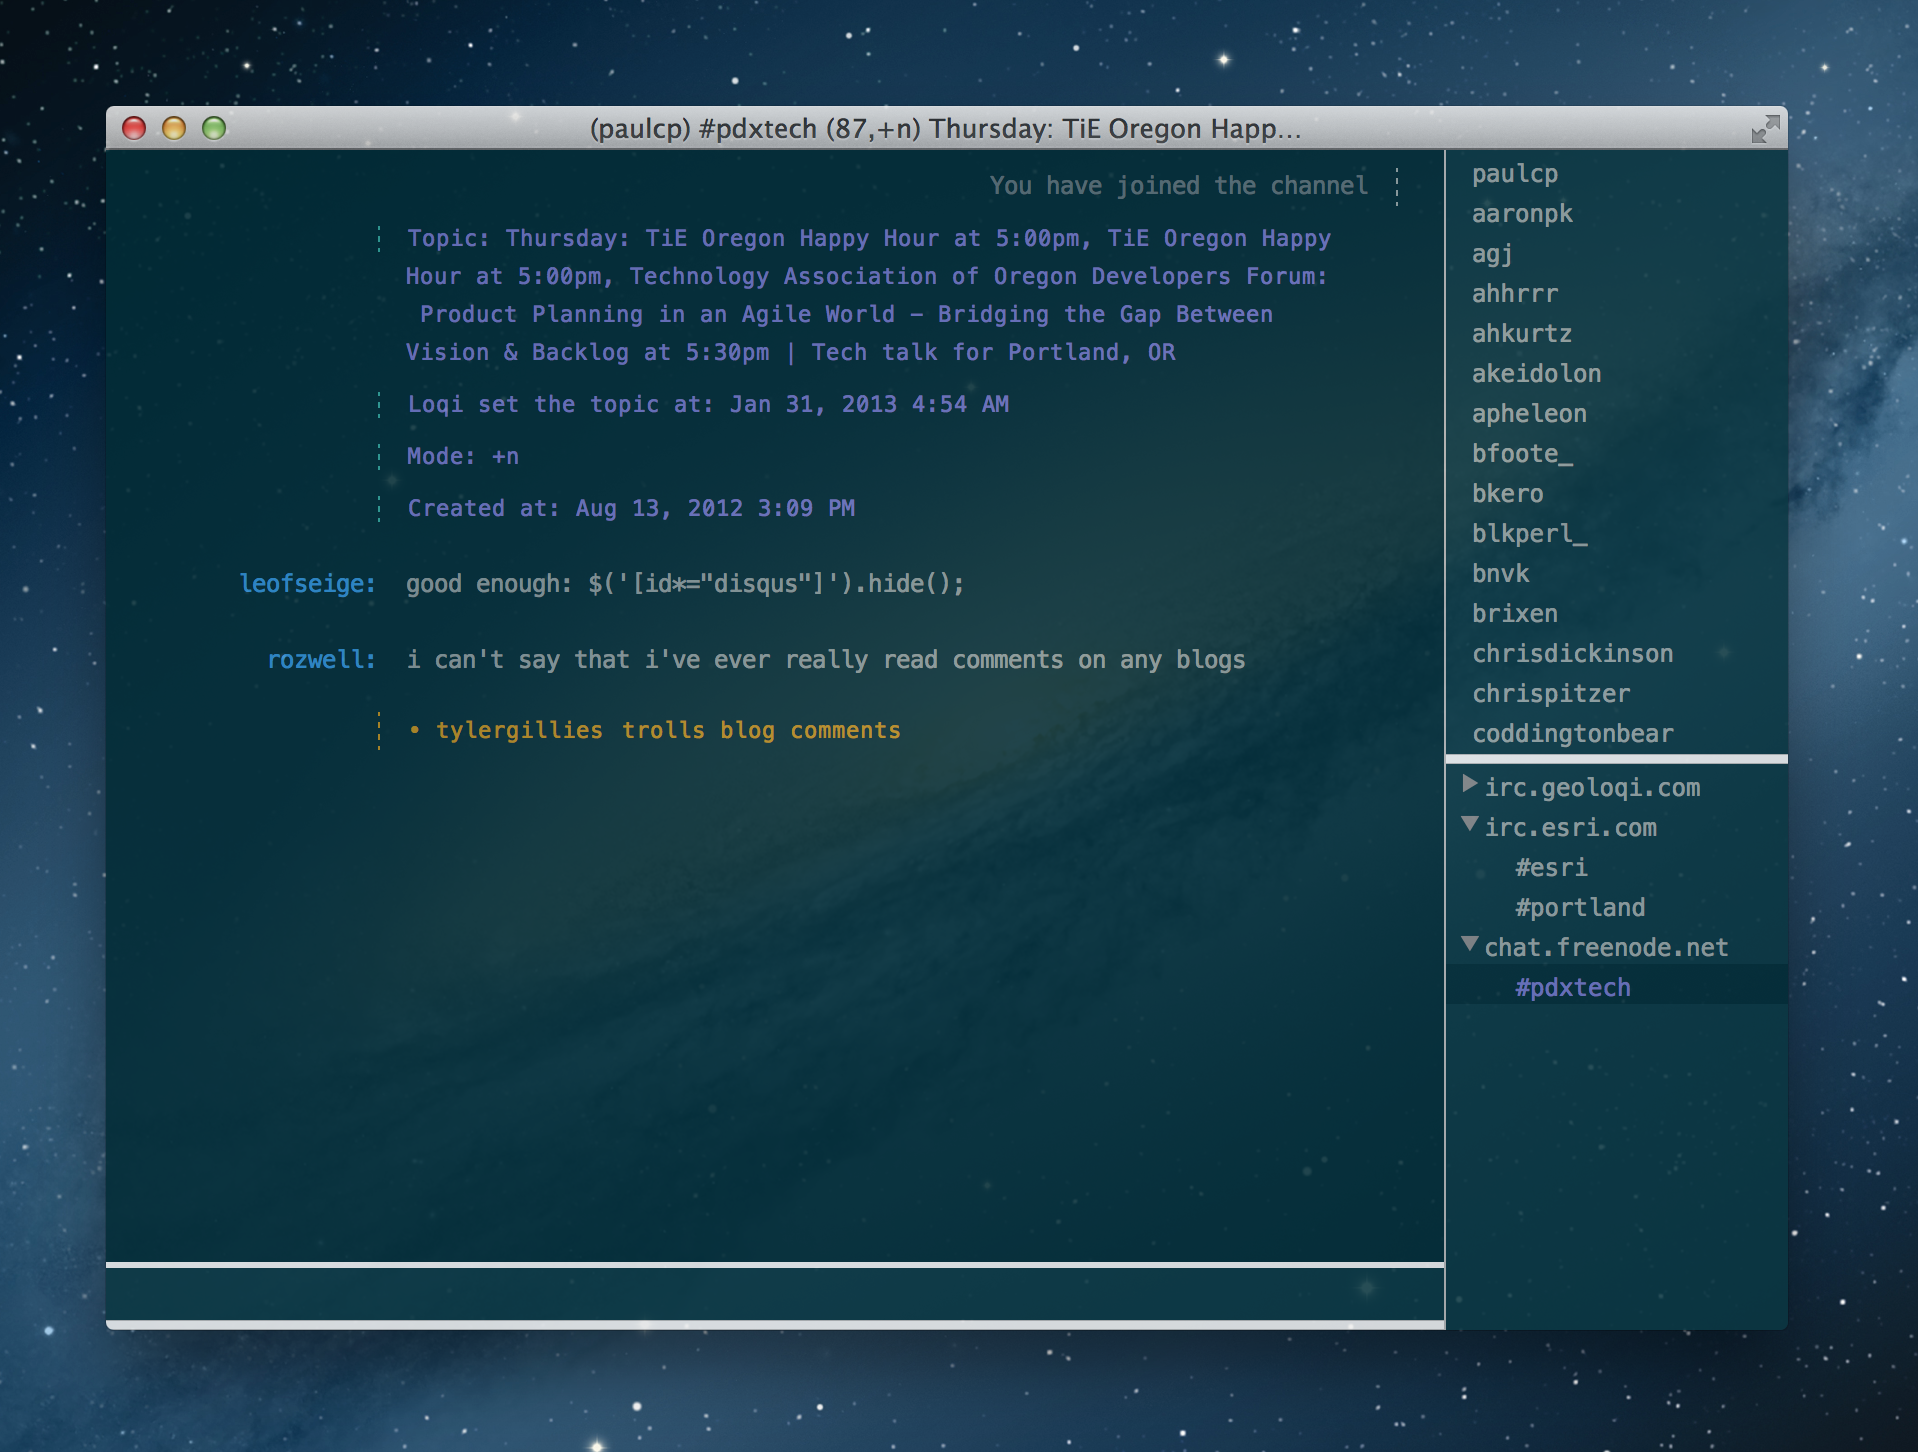 (paulcp) #pdxtech (87,+n) Thursday: TiE Oregon Happ...
You have joined the channel
Topic: Thursday: TiE Oregon Happy Hour at 5:00pm, TiE Oregon Happy
Hour at 5:00pm, Technology Association of Oregon Developers Forum:
Product Planning in an Agile World – Bridging the Gap Between
Vision & Backlog at 5:30pm | Tech talk for Portland, OR
Loqi set the topic at: Jan 31, 2013 4:54 AM
Mode: +n
Created at: Aug 13, 2012 3:09 PM
leofseige: good enough: $('[id*="disqus"]').hide();
rozwell: i can't say that i've ever really read comments on any blogs
• tylergillies trolls blog comments
paulcp
aaronpk
agj
ahhrrr
ahkurtz
akeidolon
apheleon
bfoote_
bkero
blkperl_
bnvk
brixen
chrisdickinson
chrispitzer
coddingtonbear
irc.geoloqi.com
irc.esri.com
#esri
#portland
chat.freenode.net
#pdxtech